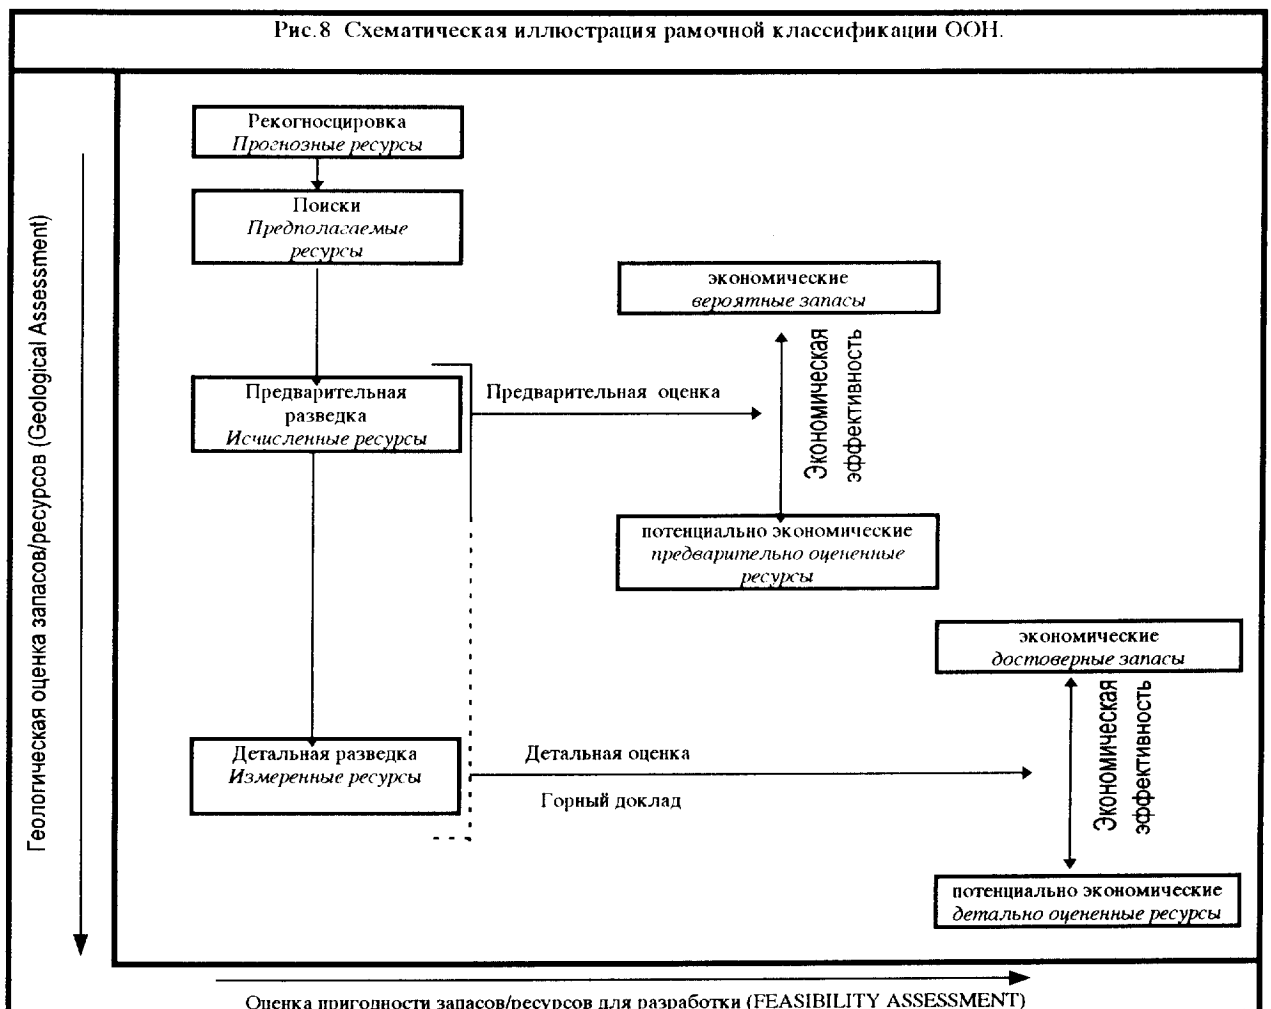 Рис.8 Схематическая иллюстрация рамочной классификации ООН.
Рекогносцировка
Прогнозные ресурсы
Поиски
Предполагаемые
ресурсы
экономические
вероятные запасы
Предварительная
разведка
Исчисленные ресурсы
Предварительная оценка
Экономическая
эффективность
потенциально экономические
предварительно оцененные
ресурсы
экономические
достоверные запасы
Детальная разведка
Измеренные ресурсы
Детальная оценка
Горный доклад
Экономическая
эффективность
потенциально экономические
детально оцененные ресурсы
Геологическая оценка запасов/ресурсов (Geological Assessment)
Оценка пригодности запасов/ресурсов для разработки (FEASIBILITY ASSESSMENT)